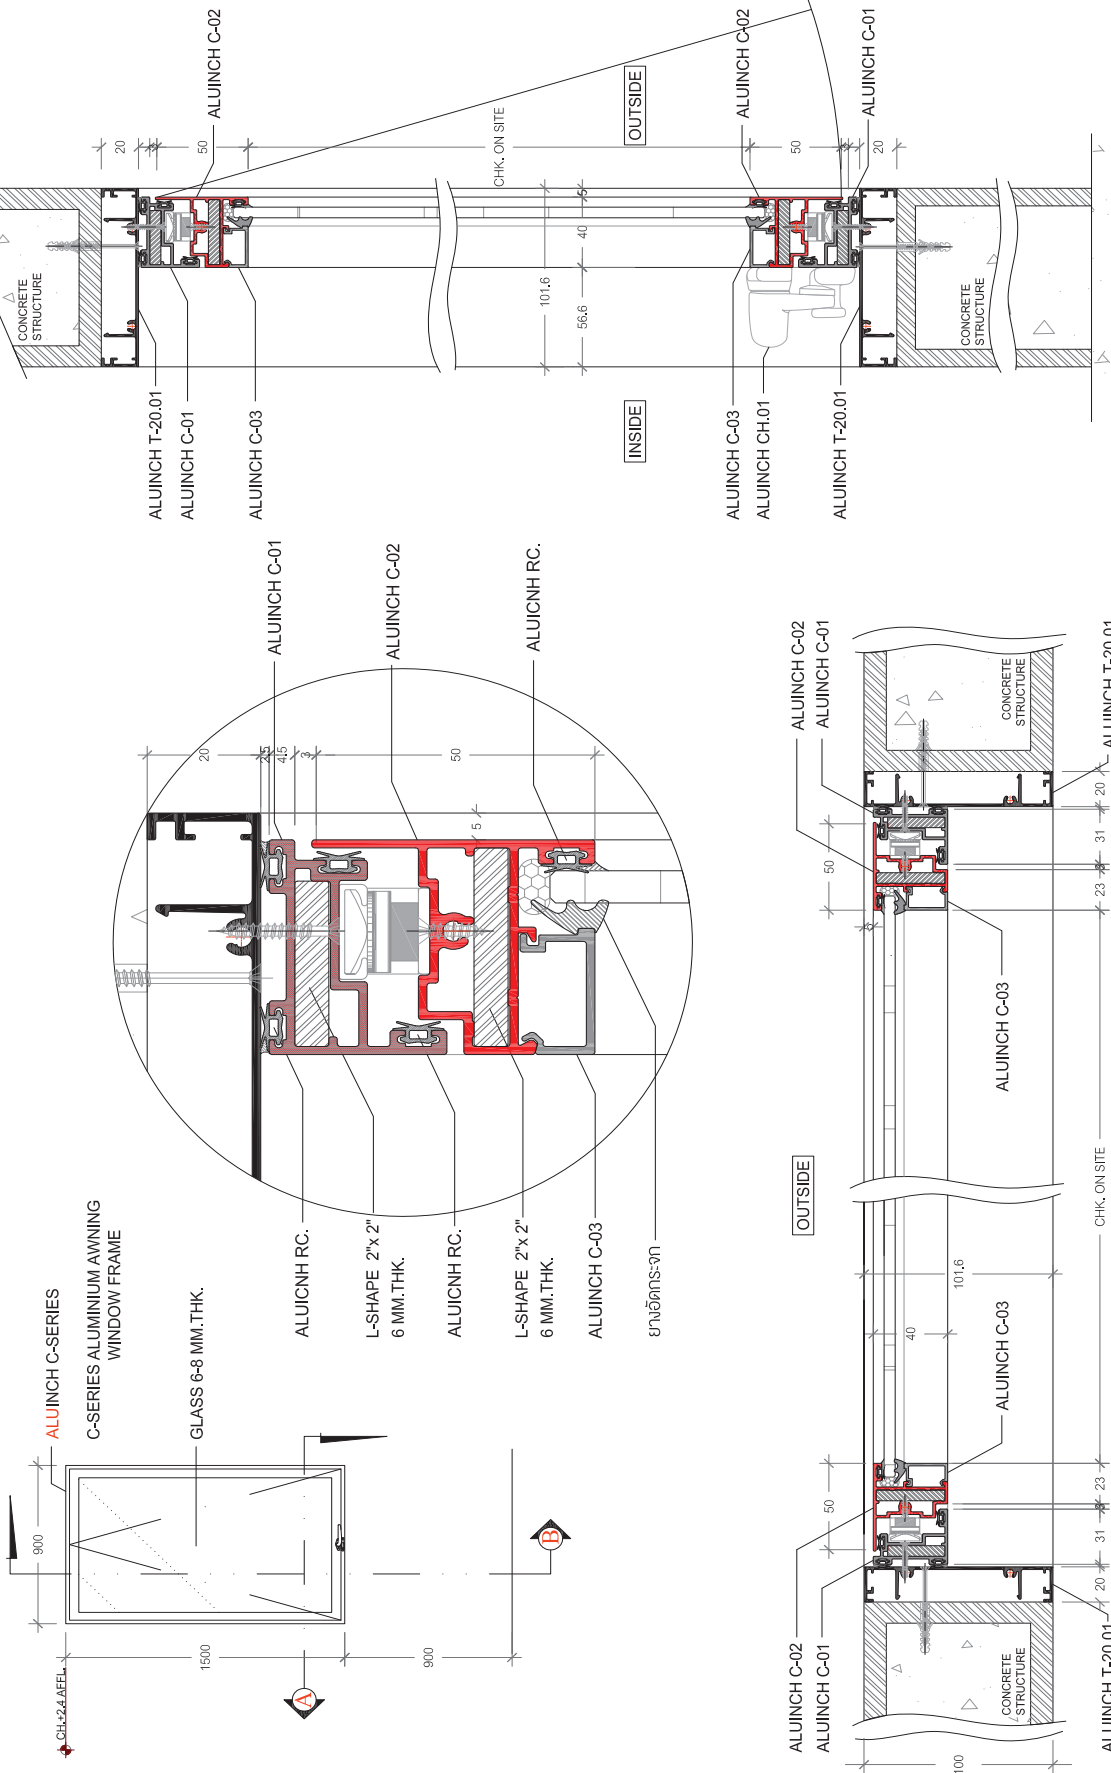 CH.+2.4 AFFL.
900
1500
900
A
B
ALUINCH C-SERIES
C-SERIES ALUMINIUM AWNING
WINDOW FRAME
GLASS 6-8 MM.THK.
ALUICNH RC.
L-SHAPE 2"x 2"
6 MM.THK.
ALUICNH RC.
L-SHAPE 2"x 2"
6 MM.THK.
ALUINCH C-03
ยางอัดกระจก
ALUINCH C-01
ALUINCH C-02
ALUICNH RC.
20
2.5
4.5
3
50
5
CONCRETE
STRUCTURE
ALUINCH T-20.01
ALUINCH C-01
ALUINCH C-03
ALUINCH C-02
20
50
CHK. ON SITE
OUTSIDE
INSIDE
101.6
56.6
40
5
ALUINCH C-02
ALUINCH C-01
50
20
ALUINCH C-03
ALUINCH CH.01
ALUINCH T-20.01
CONCRETE
STRUCTURE
ALUINCH C-02
ALUINCH C-01
CONCRETE
STRUCTURE
100
ALUINCH T-20.01
50
20
31
23
ALUINCH C-03
40
101.6
OUTSIDE
CHK. ON SITE
ALUINCH C-03
50
23
31
20
ALUINCH C-02
ALUINCH C-01
CONCRETE
STRUCTURE
ALUINCH T-20.01